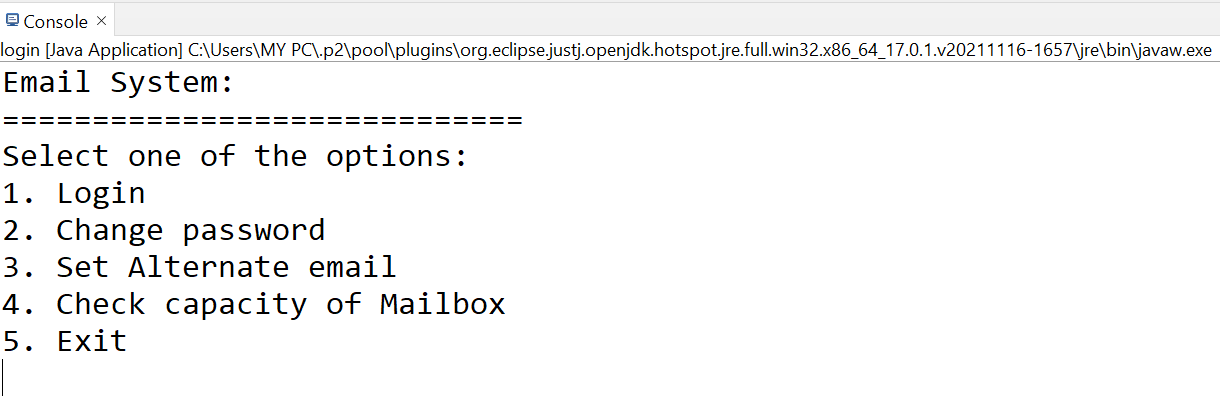 Console
login [Java Application] C:\Users\MY PC\.p2\pool\plugins\org.eclipse.justj.openjdk.hotspot.jre.full.win32.x86_64_17.0.1.v20211116-1657\jre\bin\javaw.exe
Email System:
=============================
Select one of the options:
1. Login
2. Change password
3. Set Alternate email
4. Check capacity of Mailbox
5. Exit